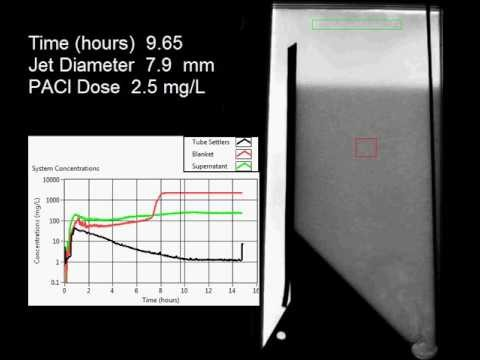 Time (hours) 9.65
Jet Diameter 7.9 mm
PACl Dose 2.5 mg/L
Tube Settlers
Blanket
Supernatant
System Concentrations
Concentrations (mg/L)
10000
1000
100
10
1
0.1
0 2 4 6 8 10 12 14 16
Time (hours)